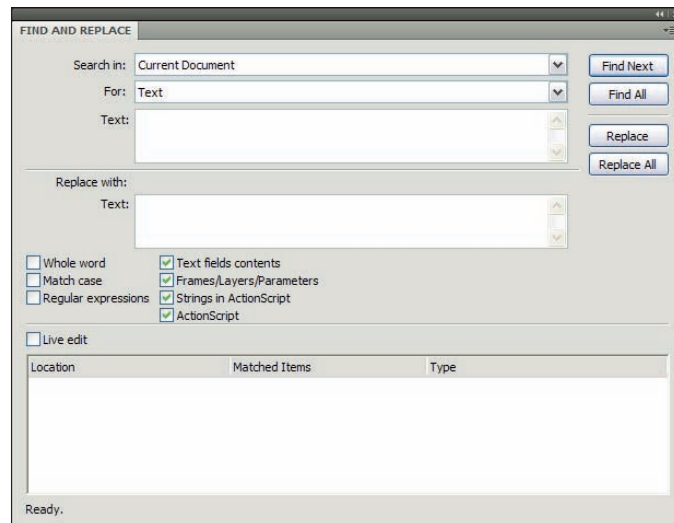 FIND AND REPLACE
Search in: Current Document
Find Next
For: Text
Find All
Text:
Replace
Replace All
Replace with:
Text:
Whole word
Text fields contents
Match case
Frames/Layers/Parameters
Regular expressions
Strings in ActionScript
ActionScript
Live edit
Location Matched Items Type
Ready.